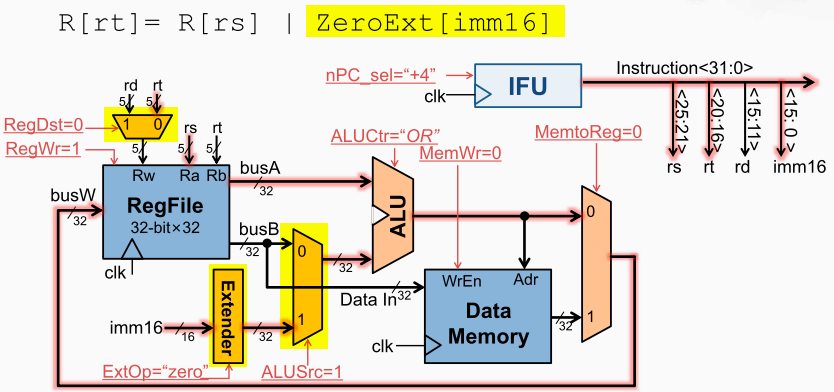 R[rt]= R[rs] | ZeroExt[imm16]
nPC_sel="+4"
clk
IFU
Instruction<31:0>
<25:21>
<20:16>
<15:11>
<15: 0 >
rs
rt
rd
imm16
rd
rt
5
5
RegDst=0
1
0
RegWr=1
5
rs
5
rt
5
Rw
Ra
Rb
RegFile
32-bit×32
clk
busW
32
busA
32
busB
32
ALUCtr="OR"
ALU
MemWr=0
MemtoReg=0
0
1
0
1
32
Data In
32
WrEn
Adr
Data
Memory
clk
32
imm16
16
Extender
32
ExtOp="zero"
ALUSrc=1